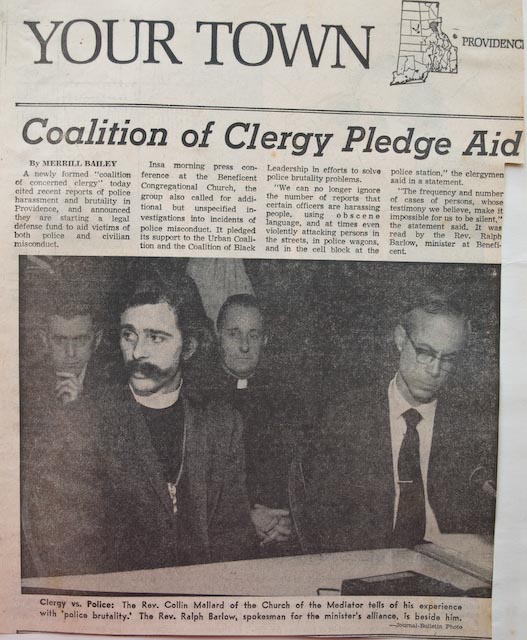 YOUR TOWN
PROVIDENC
Coalition of Clergy Pledge Aid
By MERRILL BAILEY
A newly formed "coalition
of concerned clergy" today
cited recent reports of police
harassment and brutality in
Providence, and announced
they are starting a legal
defense fund to aid victims of
both police and civilian
misconduct.
Insa morning press con-
ference at the Beneficent
Congregational Church, the
group also called for addi-
tional but unspecified in-
vestigations into incidents of
police misconduct. It pledged
its support to the Urban Coali-
tion and the Coalition of Black
Leadership in efforts to solve
police brutality problems.
"We can no longer ignore
the number of reports that
certain officers are harassing
people, using obscene
language, and at times even
violently attacking persons in
the streets, in police wagons,
and in the cell block at the
police station," the clergymen
said in a statement.
"The frequency and number
of cases of persons, whose
testimony we believe, make it
impossible for us to be silent,"
the statement said. It was
read by the Rev. Ralph
Barlow, minister at Benefi-
cent.
Clergy vs. Police: The Rev. Collin Mallard of the Church of the Mediator tells of his experience
with 'police brutality.' The Rev. Ralph Barlow, spokesman for the minister's alliance, is beside him.
—Journal-Bulletin Photo